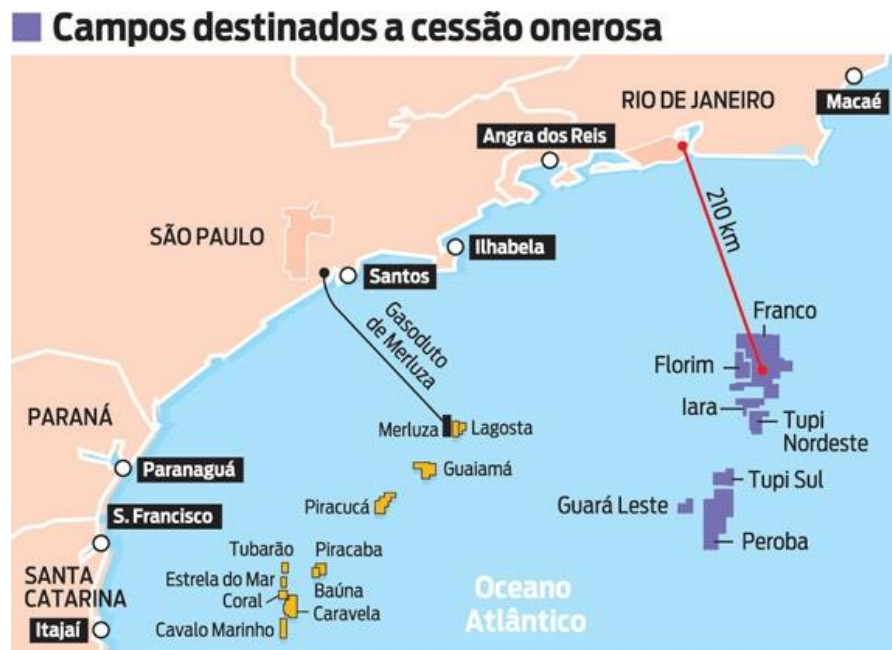 Campos destinados a cessão onerosa
RIO DE JANEIRO
Macaé
Angra dos Reis
210 km
SÃO PAULO
Ilhabela
Santos
Gasoduto
de Merluza
Franco
Florim
Iara
Tupi
Nordeste
PARANÁ
Merluza
Lagosta
Paranaguá
Guaiamá
Tupi Sul
Piracucá
Guará Leste
S. Francisco
Peroba
Tubarão
Piracaba
SANTA
CATARINA
Estrela do Mar
Baúna
Coral
Caravela
Oceano
Atlântico
Itajaí
Cavalo Marinho